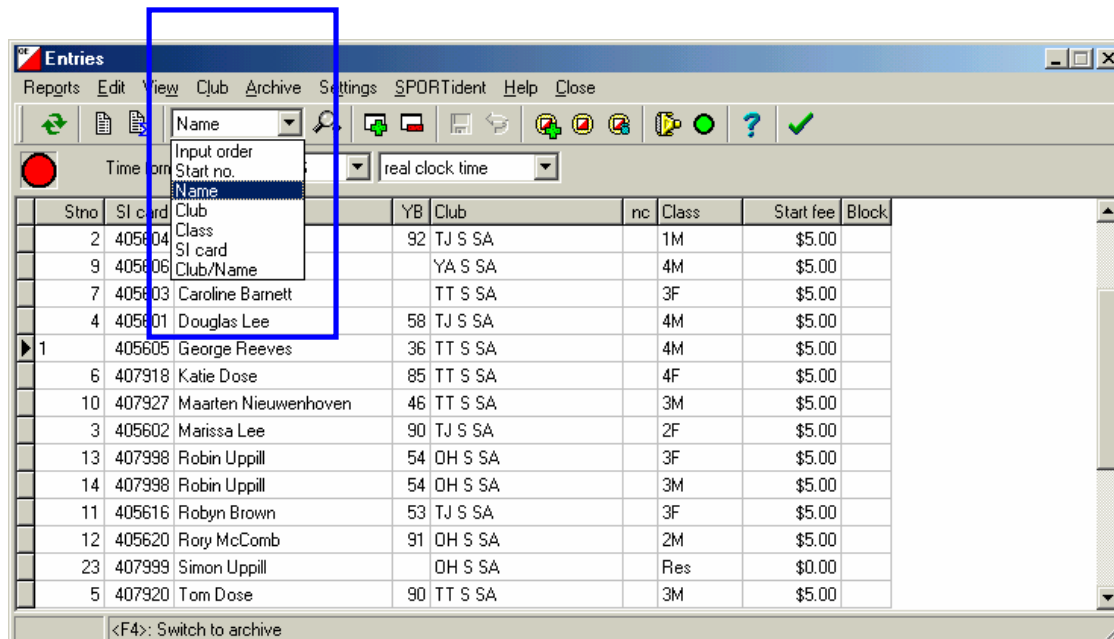 OE Entries
Reports Edit View Club Archive Settings SPORTident Help Close
Name
Input order
Start no.
Name
Club
Class
SI card
Club/Name
Time form real clock time
Stno SI card YB Club nc Class Start fee Block
2 405604 92 TJ S SA 1M $5.00
9 405606 YA S SA 4M $5.00
7 405603 Caroline Barnett TT S SA 3F $5.00
4 405601 Douglas Lee 58 TJ S SA 4M $5.00
1 405605 George Reeves 36 TT S SA 4M $5.00
6 407918 Katie Dose 85 TT S SA 4F $5.00
10 407927 Maarten Nieuwenhoven 46 TT S SA 3M $5.00
3 405602 Marissa Lee 90 TJ S SA 2F $5.00
13 407998 Robin Uppill 54 OH S SA 3F $5.00
14 407998 Robin Uppill 54 OH S SA 3M $5.00
11 405616 Robyn Brown 53 TJ S SA 3F $5.00
12 405620 Rory McComb 91 OH S SA 2M $5.00
23 407999 Simon Uppill OH S SA Res $0.00
5 407920 Tom Dose 90 TT S SA 3M $5.00
<F4>: Switch to archive